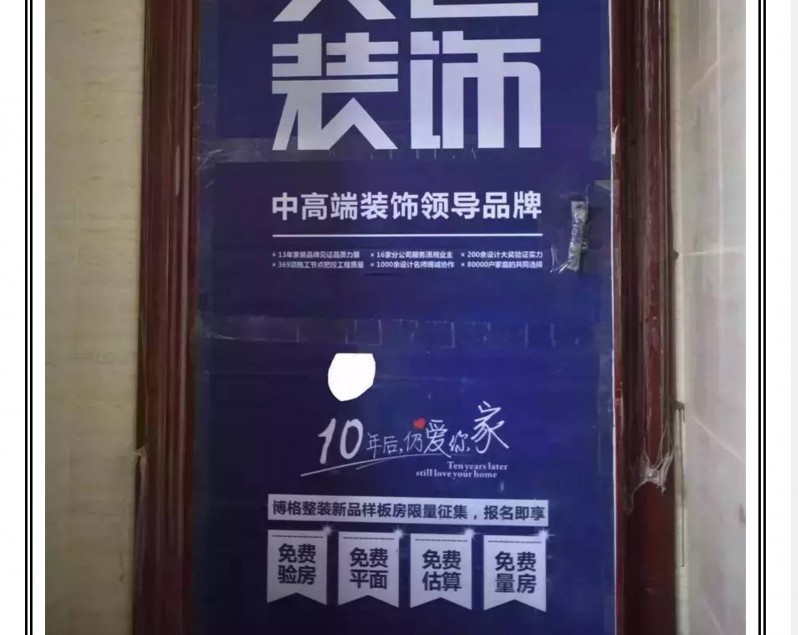 装饰
中高端装饰领导品牌
13年家装品牌见证品质力量 16家分公司服务潇湘业主 200余设计大奖验证实力
369项施工节点把控工程质量 1000余设计名师竭诚协作 80000户家庭的共同选择
10年后,仍爱你家
Ten years later
still love your home
博格整装新品样板房限量征集，报名即享
免费 免费 免费 免费
验房 平面 估算 量房